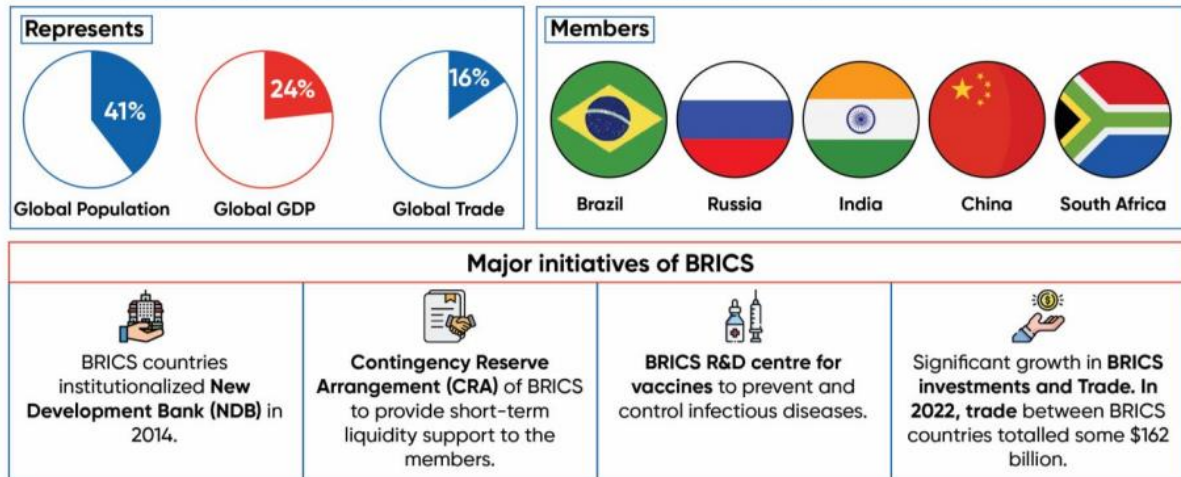 Represents
41%
24%
16%
Global Population
Global GDP
Global Trade
Members
Brazil
Russia
India
China
South Africa
Major initiatives of BRICS
BRICS countries
institutionalized New
Development Bank (NDB) in
2014.
Contingency Reserve
Arrangement (CRA) of BRICS
to provide short-term
liquidity support to the
members.
BRICS R&D centre for
vaccines to prevent and
control infectious diseases.
Significant growth in BRICS
investments and Trade. In
2022, trade between BRICS
countries totalled some $162
billion.